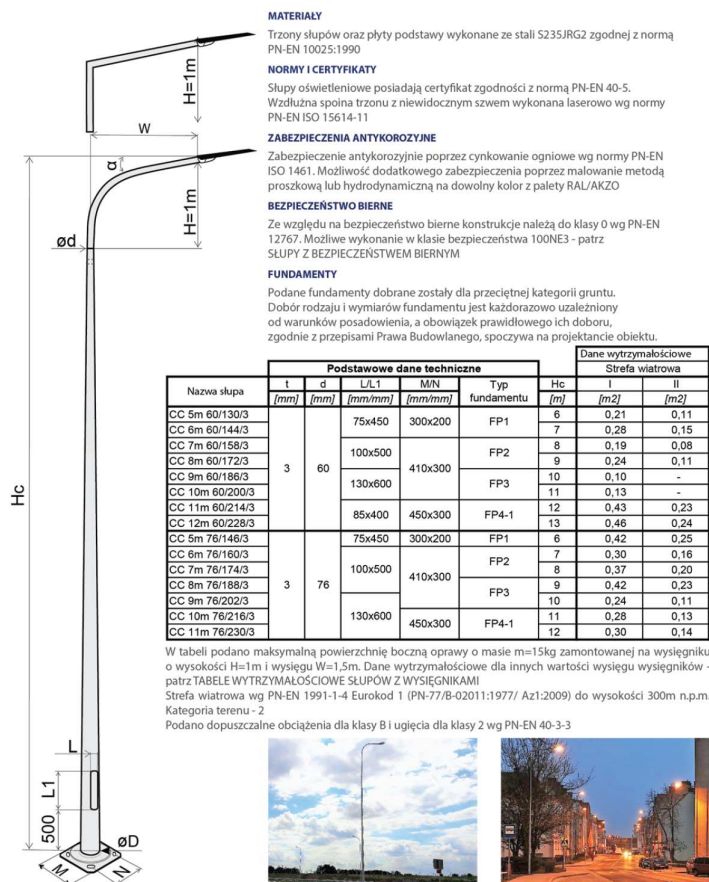 H=1m
W
α
H=1m
ød
Hc
L
L1
500
øD
M
N
MATERIAŁY
Trzony słupów oraz płyty podstawy wykonane ze stali S235JRG2 zgodnej z normą
PN-EN 10025:1990
NORMY I CERTYFIKATY
Słupy oświetleniowe posiadają certyfikat zgodności z normą PN-EN 40-5.
Wzdłużna spoina trzonu z niewidocznym szwem wykonana laserowo wg normy
PN-EN ISO 15614-11
ZABEZPIECZENIA ANTYKOROZYJNE
Zabezpieczenie antykorozyjnie poprzez cynkowanie ogniowe wg normy PN-EN
ISO 1461. Możliwość dodatkowego zabezpieczenia poprzez malowanie metodą
proszkową lub hydrodynamiczną na dowolny kolor z palety RAL/AKZO
BEZPIECZEŃSTWO BIERNE
Ze względu na bezpieczeństwo bierne konstrukcje należą do klasy 0 wg PN-EN
12767. Możliwe wykonanie w klasie bezpieczeństwa 100NE3 - patrz
SŁUPY Z BEZPIECZEŃSTWEM BIERNYM
FUNDAMENTY
Podane fundamenty dobrane zostały dla przeciętnej kategorii gruntu.
Dobór rodzaju i wymiarów fundamentu jest każdorazowo uzależniony
od warunków posadowienia, a obowiązek prawidłowego ich doboru,
zgodnie z przepisami Prawa Budowlanego, spoczywa na projektancie obiektu.
Dane wytrzymałościowe
Podstawowe dane techniczne Strefa wiatrowa
Nazwa słupa t d L/L1 M/N Typ fundamentu Hc I II
[mm] [mm] [mm/mm] [mm/mm] [m] [m2] [m2]
CC 5m 60/130/3 3 60 75x450 300x200 FP1 6 0,21 0,11
CC 6m 60/144/3 7 0,28 0,15
CC 7m 60/158/3 100x500 410x300 FP2 8 0,19 0,08
CC 8m 60/172/3 9 0,24 0,11
CC 9m 60/186/3 130x600 FP3 10 0,10 -
CC 10m 60/200/3 11 0,13 -
CC 11m 60/214/3 85x400 450x300 FP4-1 12 0,43 0,23
CC 12m 60/228/3 13 0,46 0,24
CC 5m 76/146/3 3 76 75x450 300x200 FP1 6 0,42 0,25
CC 6m 76/160/3 100x500 410x300 FP2 7 0,30 0,16
CC 7m 76/174/3 8 0,37 0,20
CC 8m 76/188/3 FP3 9 0,42 0,23
CC 9m 76/202/3 130x600 10 0,24 0,11
CC 10m 76/216/3 450x300 FP4-1 11 0,28 0,13
CC 11m 76/230/3 12 0,30 0,14
W tabeli podano maksymalną powierzchnię boczną oprawy o masie m=15kg zamontowanej na wysięgniku
o wysokości H=1m i wysięgu W=1,5m. Dane wytrzymałościowe dla innych wartości wysięgu wysięgników -
patrz TABELE WYTRZYMAŁOŚCIOWE SŁUPÓW Z WYSIĘGNIKAMI
Strefa wiatrowa wg PN-EN 1991-1-4 Eurokod 1 (PN-77/B-02011:1977/ Az1:2009) do wysokości 300m n.p.m.
Kategoria terenu - 2
Podano dopuszczalne obciążenia dla klasy B i ugięcia dla klasy 2 wg PN-EN 40-3-3